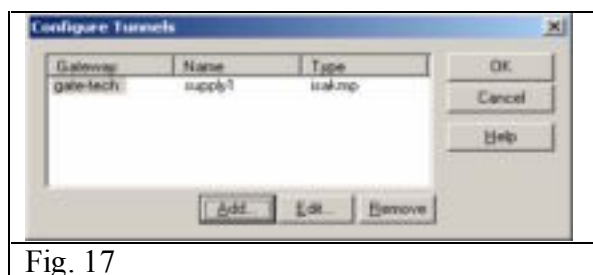 Configure Tunnels
Gateway Name Type
gate-tech supply1 isakmp
OK
Cancel
Help
Add... Edit... Remove
Fig. 17